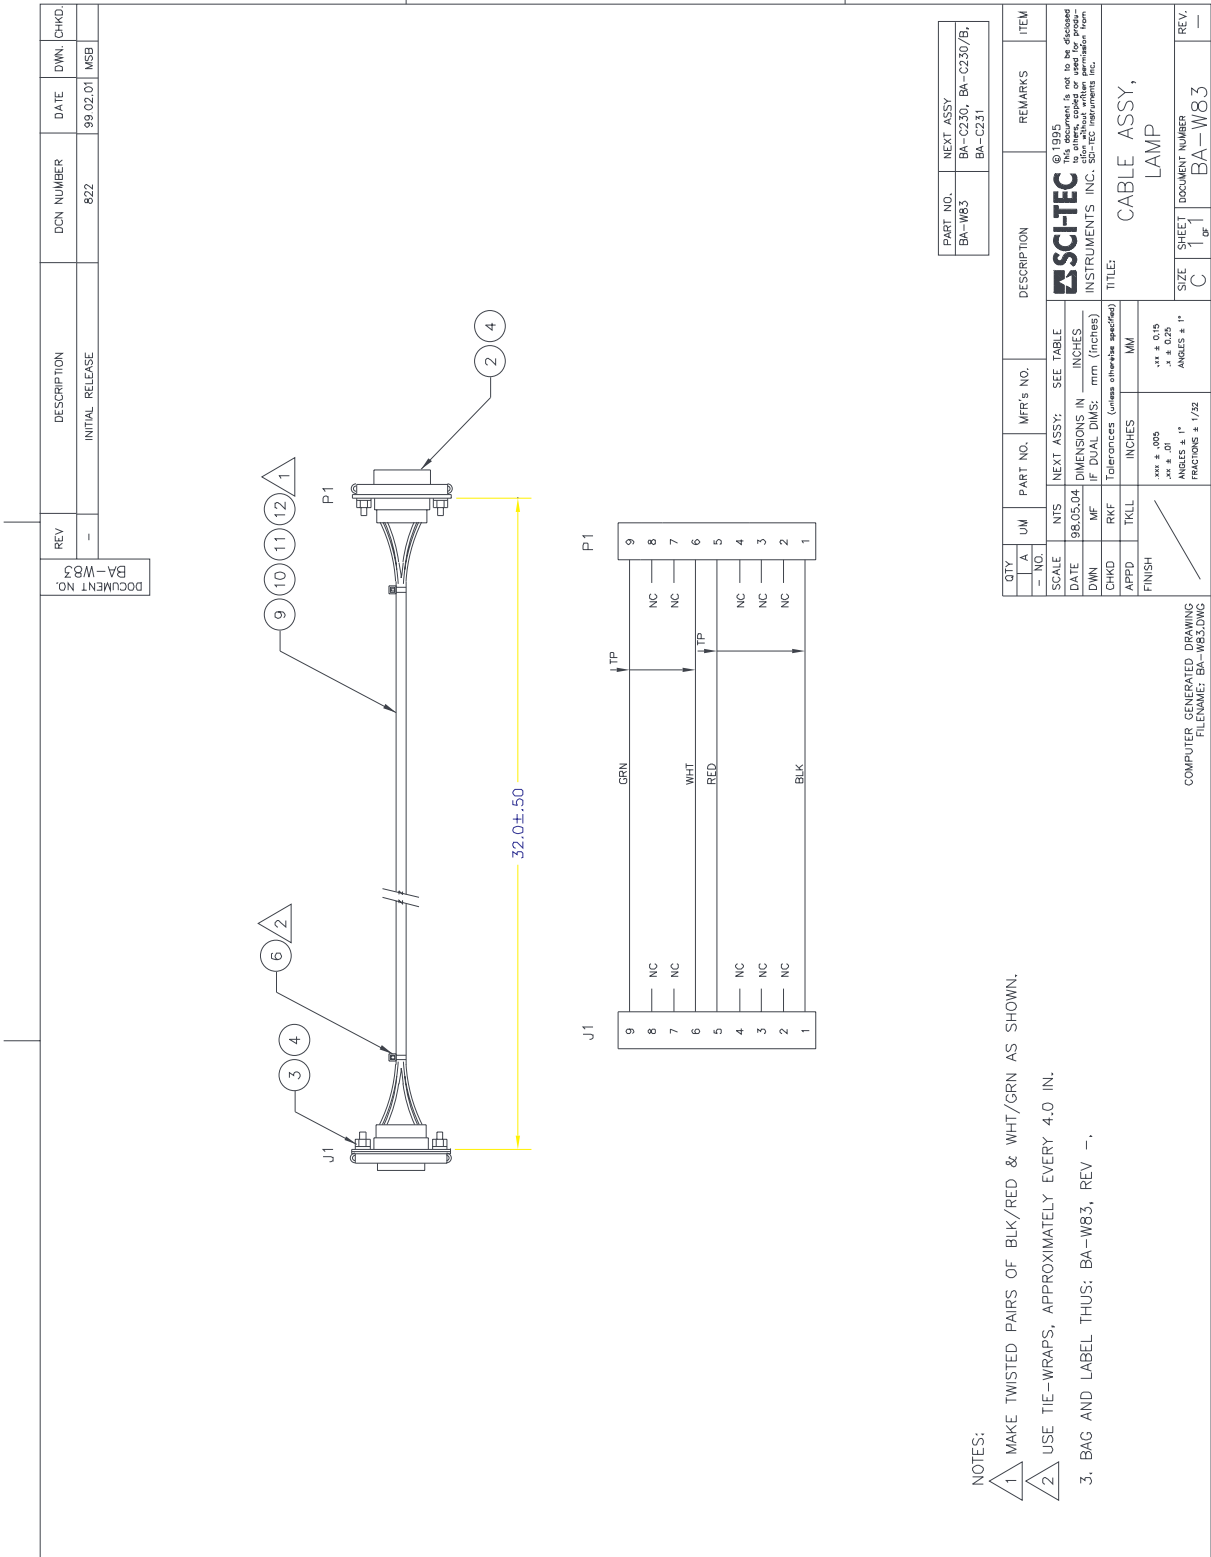 DOCUMENT NO.
BA-W83
REV
DESCRIPTION
DCN NUMBER
DATE
DWN.
CHKD.
-
INITIAL RELEASE
822
99.02.01
MSB
J1
3
4
6
2
9
10
11
12
1
P1
2
4
32.0±.50
J1
P1
9
GRN
TP
9
8
NC
NC
8
7
NC
NC
7
6
WHT
6
5
RED
TP
5
4
NC
NC
4
3
NC
NC
3
2
NC
NC
2
1
BLK
1
PART NO.
NEXT ASSY
BA-W83
BA-C230, BA-C230/B,
BA-C231
NOTES:
1 MAKE TWISTED PAIRS OF BLK/RED & WHT/GRN AS SHOWN.
2 USE TIE-WRAPS, APPROXIMATELY EVERY 4.0 IN.
3. BAG AND LABEL THUS: BA-W83, REV -.
QTY
A
- NO.
UM
PART NO.
MFR's NO.
DESCRIPTION
REMARKS
ITEM
SCALE
NTS
DATE
98.05.04
DWN
MF
CHKD
RKF
APPD
TKLL
FINISH
NEXT ASSY: SEE TABLE
DIMENSIONS IN INCHES
IF DUAL DIMS: mm (inches)
Tolerances (unless otherwise specified)
INCHES
MM
.xxx ± .005
.xx ± .01
ANGLES ± 1°
FRACTIONS ± 1/32
.xx ± 0.15
.x ± 0.25
ANGLES ± 1°
SCI-TEC
INSTRUMENTS INC.
© 1995
This document is not to be disclosed
to others, copied or used for produc-
tion without written permission from
SCI-TEC Instruments Inc.
TITLE:
CABLE ASSY,
LAMP
SIZE
C
SHEET
1 OF 1
DOCUMENT NUMBER
BA-W83
REV.
-
COMPUTER GENERATED DRAWING
FILENAME: BA-W83.DWG